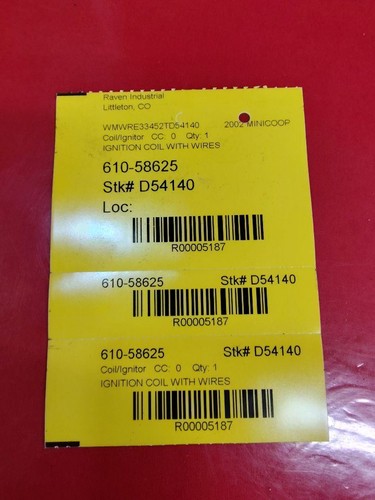 Raven Industrial
Littleton, CO
WMWRE33452TD54140 2002 MINICOOP
Coil/Ignitor CC: 0 Qty: 1
IGNITION COIL WITH WIRES
610-58625
Stk# D54140
Loc:
R00005187
610-58625 Stk# D54140
R00005187
610-58625 Stk# D54140
Coil/Ignitor CC: 0 Qty: 1
IGNITION COIL WITH WIRES
R00005187